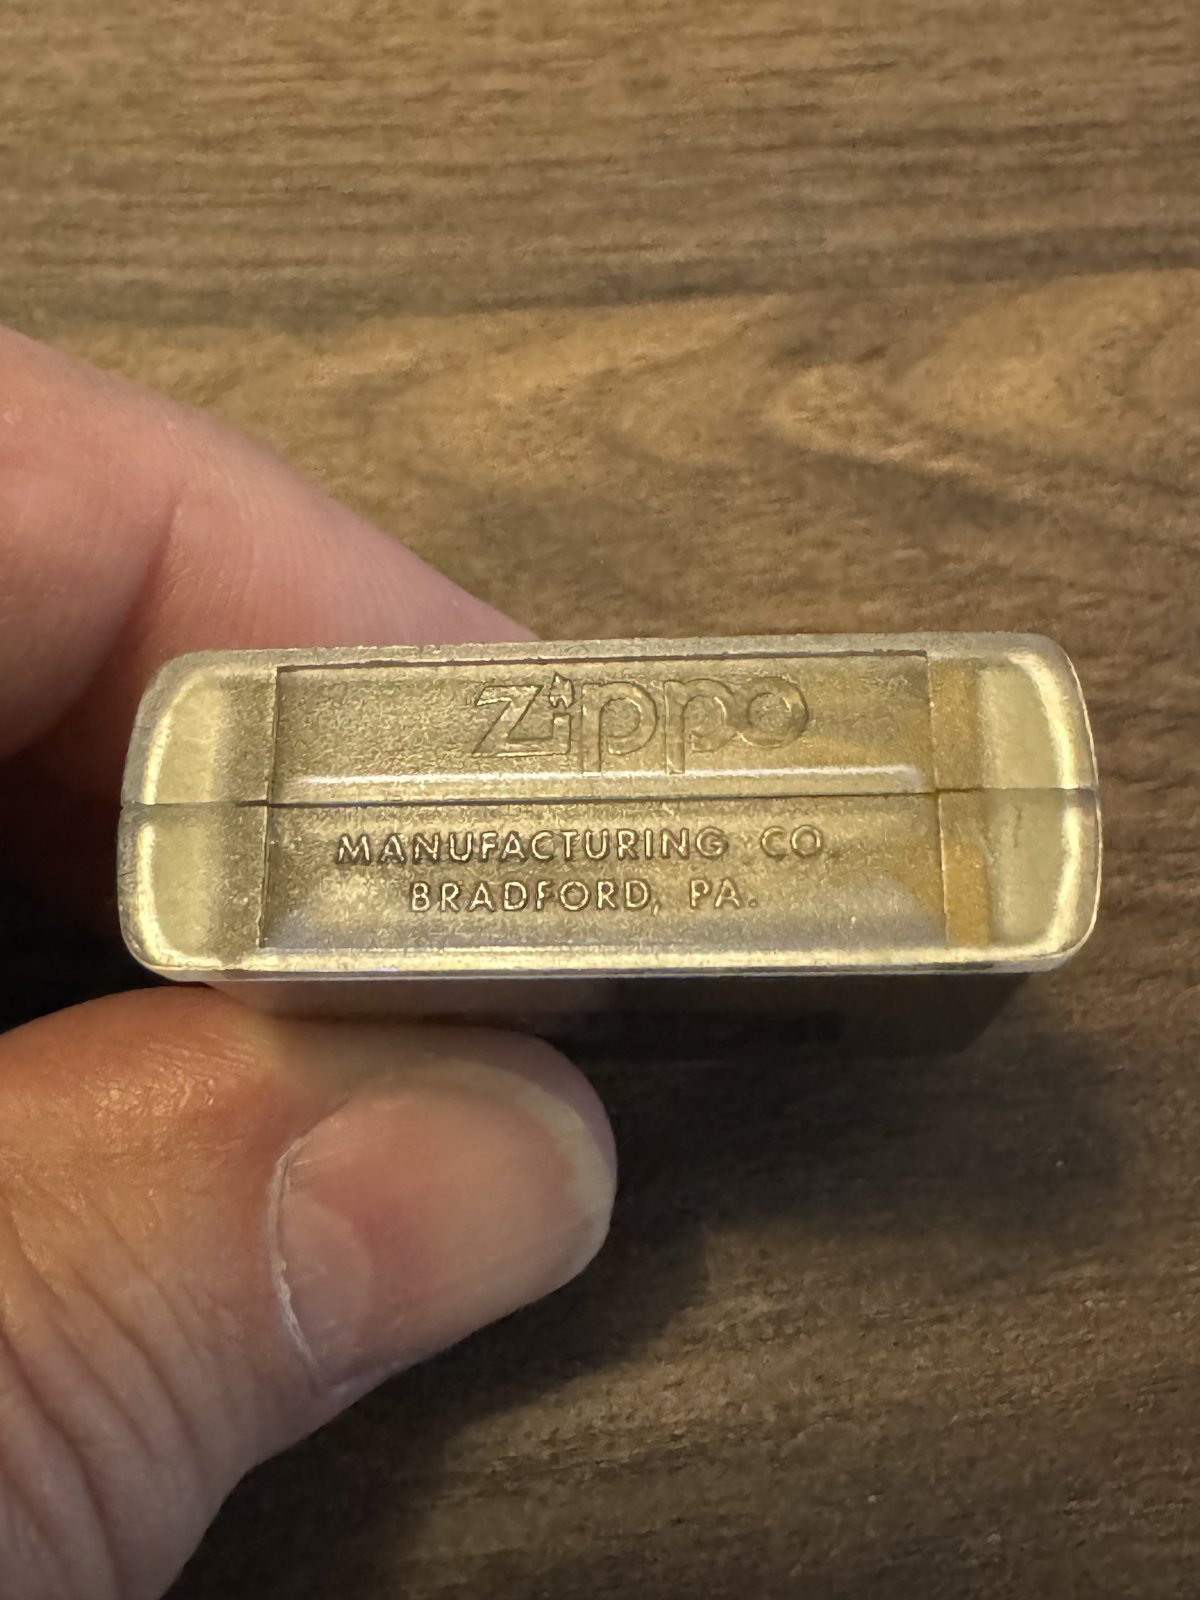 Zippo
MANUFACTURING CO
BRADFORD, PA.